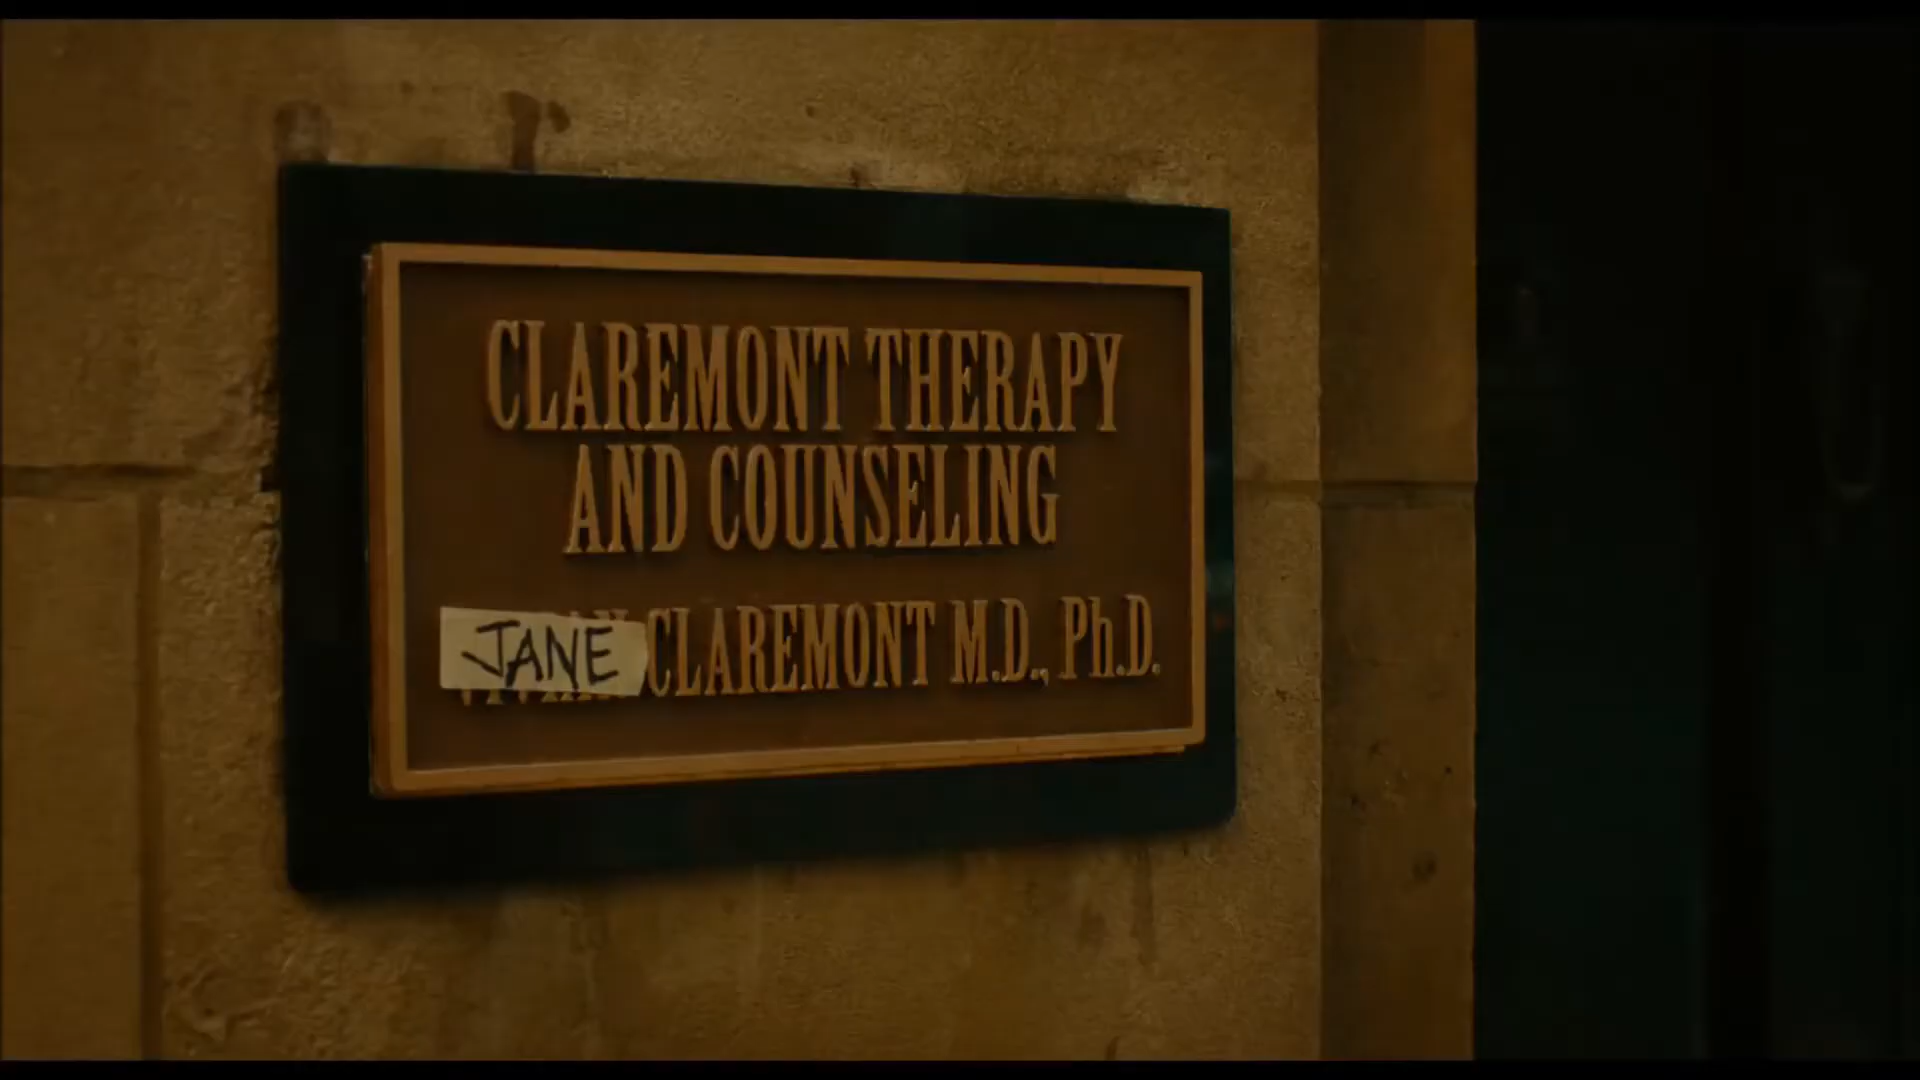 CLAREMONT THERAPY
AND COUNSELING
JANE CLAREMONT M.D., Ph.D.